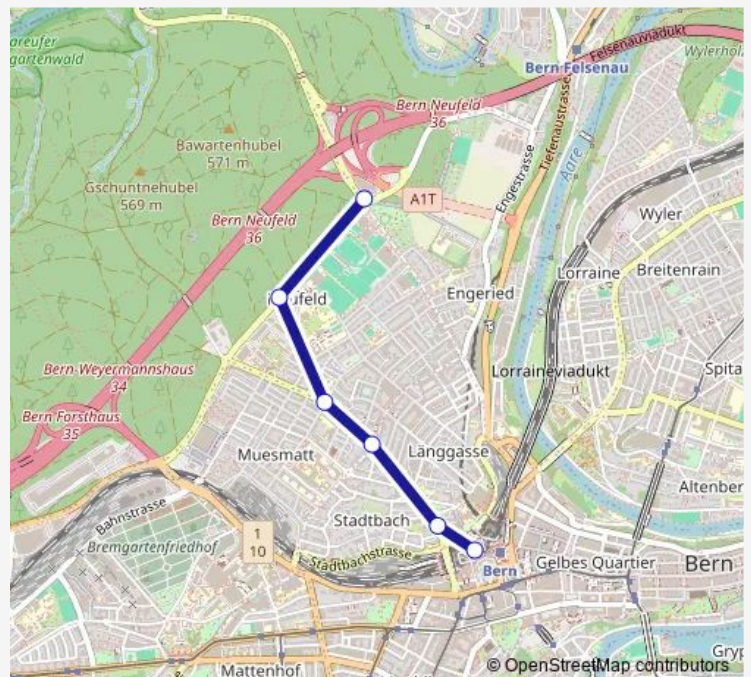 areufer
gartenwald
Felsenauviadukt
Wylerholz
Bern Felsenau
Bern Neufeld
36
Bawartenhubel
571 m
Tiefenaustrasse
Aare
Engestrasse
Gschuntnehubel
569 m
A1T
Bern Neufeld
36
Wyler
Lorraine
Breitenrain
Engeried
Bern-Weyermannshaus
34
Lorraineviadukt
Spita
Bern Forsthaus
35
Muesmatt
Länggasse
Altenber
Bahnstrasse
Stadtbach
1
10
Bremgartenfriedhof
Stadtbachstrasse
Gelbes Quartier
Bern
Bern
Gryp
Mattenhof
© OpenStreetMap contributors